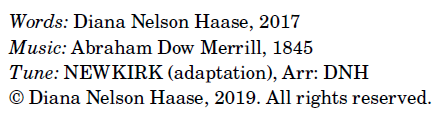 Words: Diana Nelson Haase, 2017
Music: Abraham Dow Merrill, 1845
Tune: NEWKIRK (adaptation), Arr: DNH
© Diana Nelson Haase, 2019. All rights reserved.